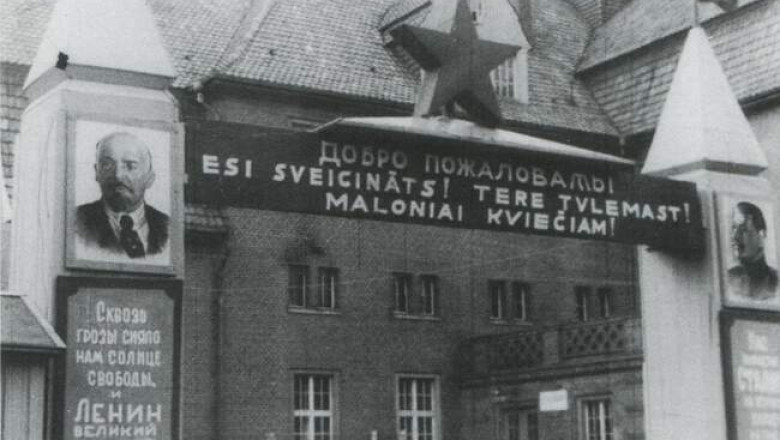 ДОБРО ПОЖАЛОВАТЬ!
ESI SVEICINĀTS! TERE TULEMAST!
MALONIAI KVIEČIAM!
СКВОЗЬ
ГРОЗЫ СИЯЛО
НАМ СОЛНЦЕ
СВОБОДЫ,
И
ЛЕНИН
ВЕЛИКИЙ